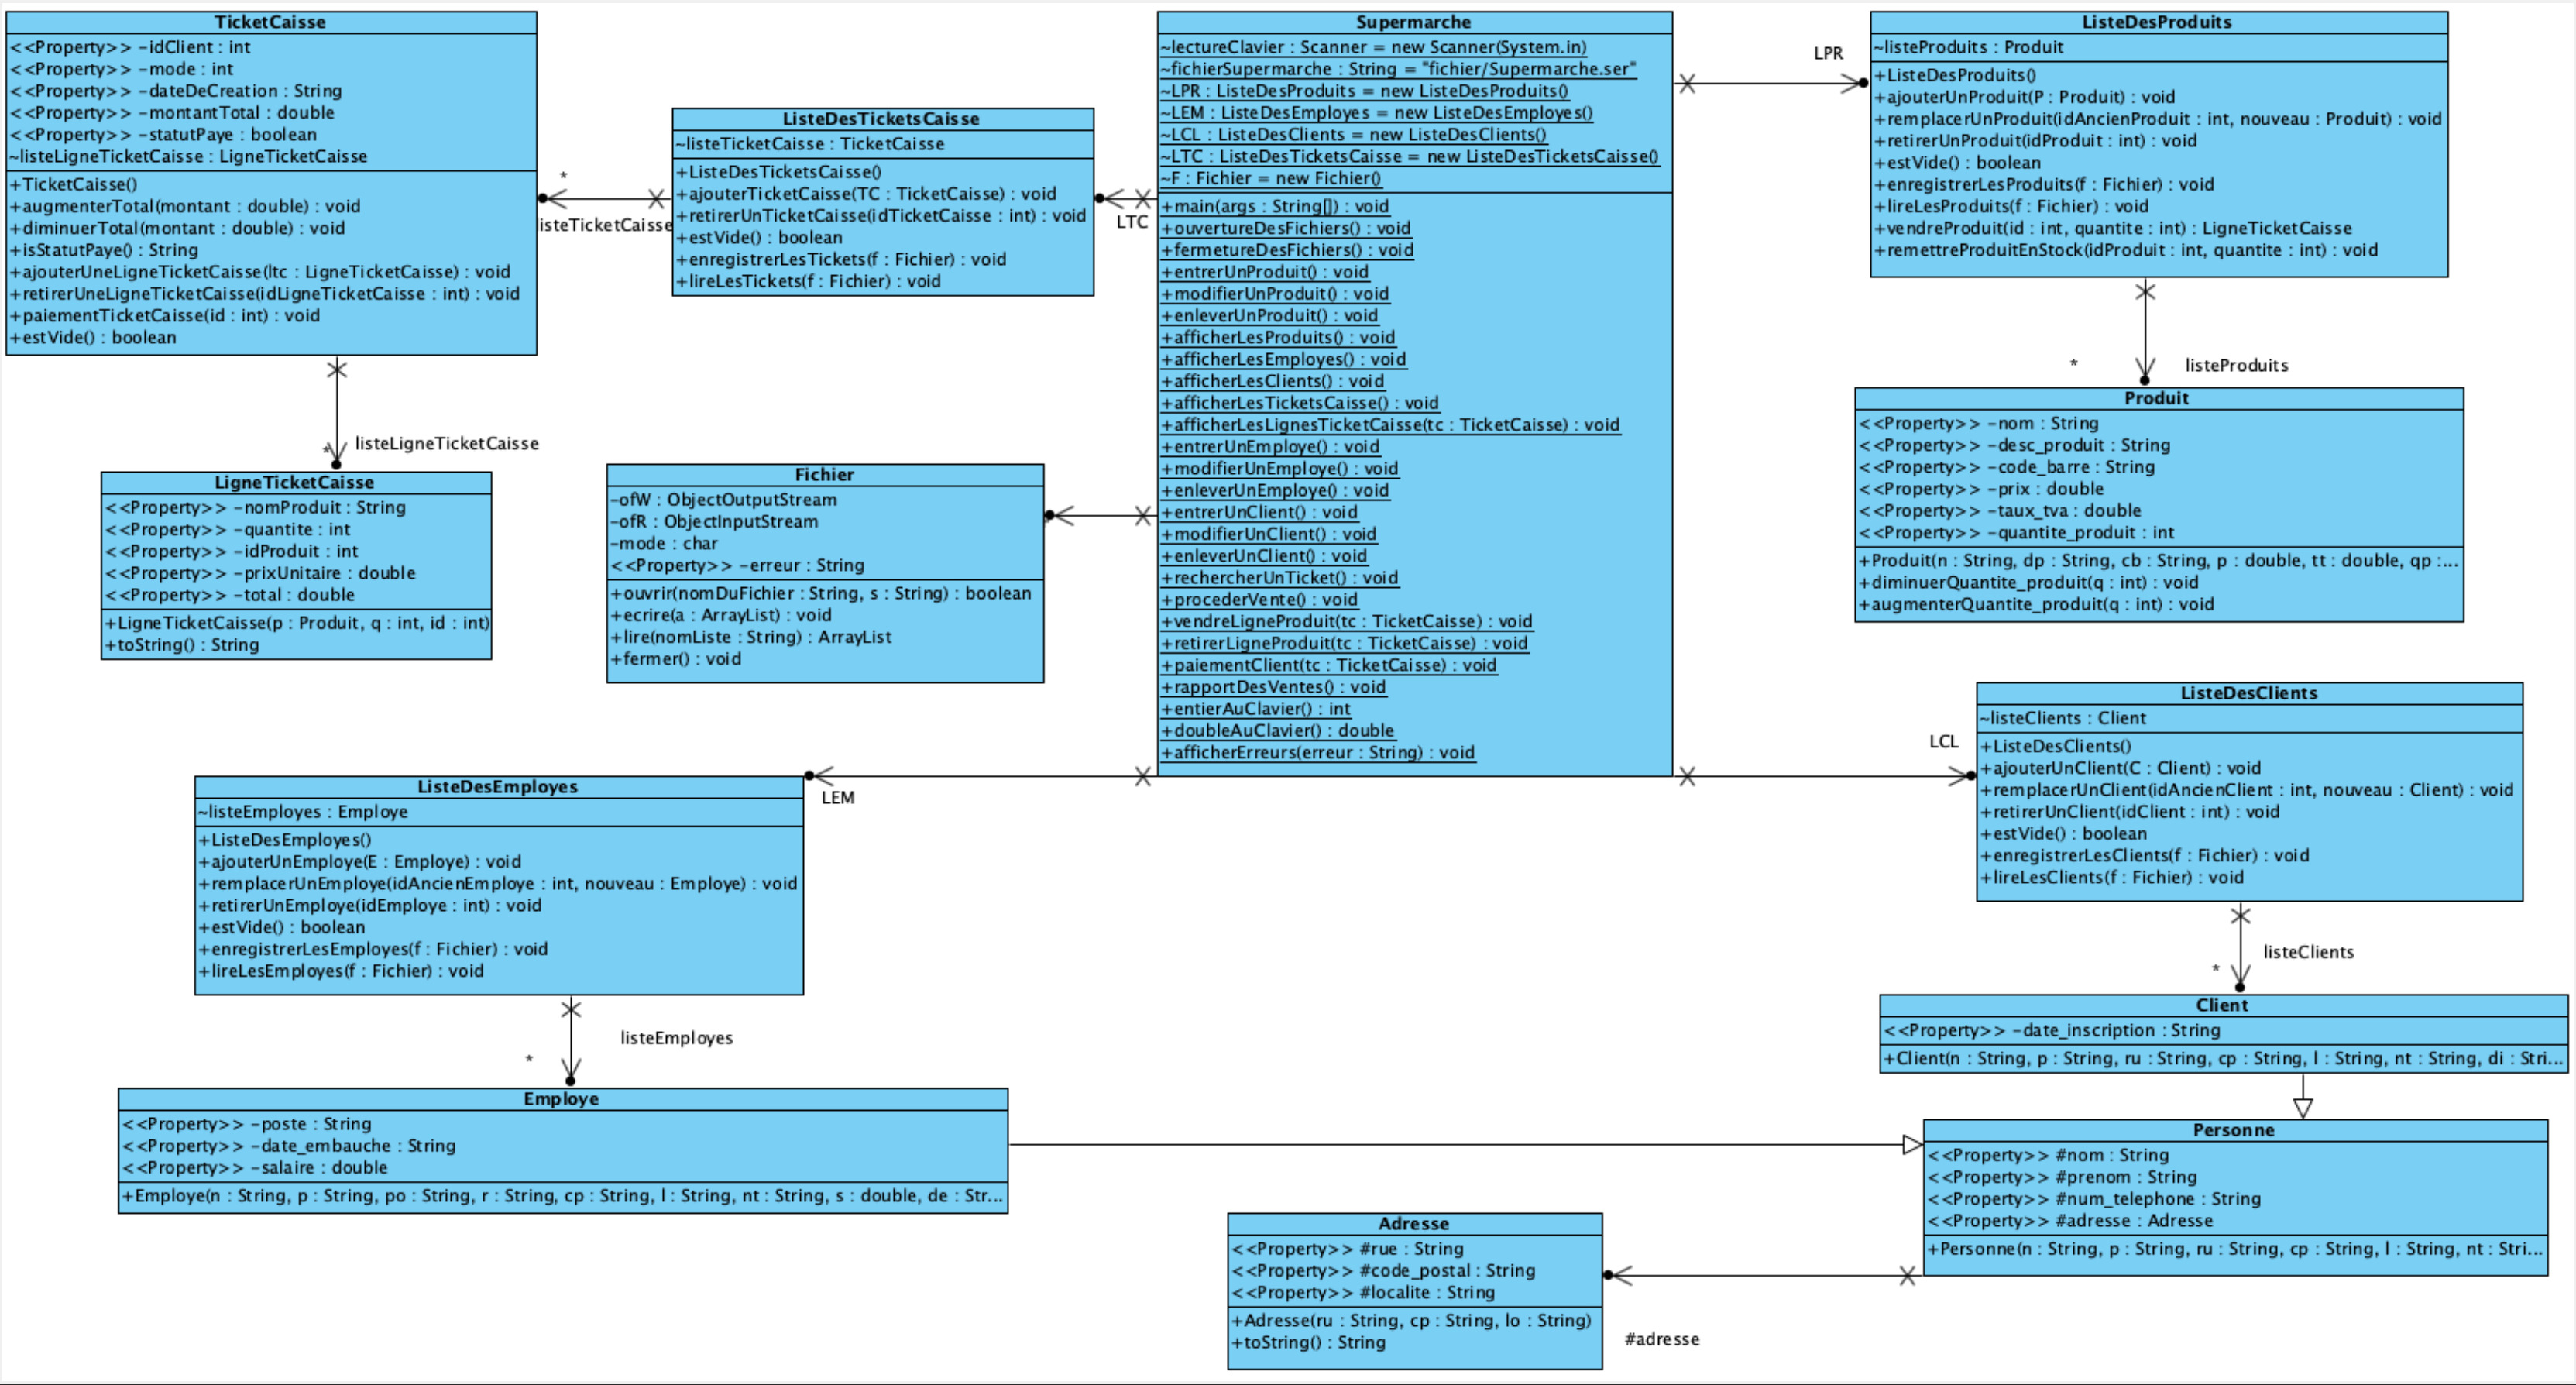 TicketCaisse
<<Property>> -idClient : int
<<Property>> -mode : int
<<Property>> -dateDeCreation : String
<<Property>> -montantTotal : double
<<Property>> -statutPaye : boolean
~listeLigneTicketCaisse : LigneTicketCaisse
+TicketCaisse()
+augmenterTotal(montant : double) : void
+diminuerTotal(montant : double) : void
+isStatutPaye() : String
+ajouterUneLigneTicketCaisse(ltc : LigneTicketCaisse) : void
+retirerUneLigneTicketCaisse(idLigneTicketCaisse : int) : void
+paiementTicketCaisse(id : int) : void
+estVide() : boolean
*
listeLigneTicketCaisse
LigneTicketCaisse
<<Property>> -nomProduit : String
<<Property>> -quantite : int
<<Property>> -idProduit : int
<<Property>> -prixUnitaire : double
<<Property>> -total : double
+LigneTicketCaisse(p : Produit, q : int, id : int)
+toString() : String
*
listeTicketCaisse
ListeDesTicketsCaisse
~listeTicketCaisse : TicketCaisse
+ListeDesTicketsCaisse()
+ajouterTicketCaisse(TC : TicketCaisse) : void
+retirerUnTicketCaisse(idTicketCaisse : int) : void
+estVide() : boolean
+enregistrerLesTickets(f : Fichier) : void
+lireLesTickets(f : Fichier) : void
LTC
Fichier
-ofW : ObjectOutputStream
-ofR : ObjectInputStream
-mode : char
<<Property>> -erreur : String
+ouvrir(nomDuFichier : String, s : String) : boolean
+ecrire(a : ArrayList) : void
+lire(nomListe : String) : ArrayList
+fermer() : void
Supermarche
~lectureClavier : Scanner = new Scanner(System.in)
~fichierSupermarche : String = "fichier/Supermarche.ser"
~LPR : ListeDesProduits = new ListeDesProduits()
~LEM : ListeDesEmployes = new ListeDesEmployes()
~LCL : ListeDesClients = new ListeDesClients()
~LTC : ListeDesTicketsCaisse = new ListeDesTicketsCaisse()
~F : Fichier = new Fichier()
+main(args : String[]) : void
+ouvertureDesFichiers() : void
+fermetureDesFichiers() : void
+entrerUnProduit() : void
+modifierUnProduit() : void
+enleverUnProduit() : void
+afficherLesProduits() : void
+afficherLesEmployes() : void
+afficherLesClients() : void
+afficherLesTicketsCaisse() : void
+afficherLesLignesTicketCaisse(tc : TicketCaisse) : void
+entrerUnEmploye() : void
+modifierUnEmploye() : void
+enleverUnEmploye() : void
+entrerUnClient() : void
+modifierUnClient() : void
+enleverUnClient() : void
+rechercherUnTicket() : void
+procederVente() : void
+vendreLigneProduit(tc : TicketCaisse) : void
+retirerLigneProduit(tc : TicketCaisse) : void
+paiementClient(tc : TicketCaisse) : void
+rapportDesVentes() : void
+entierAuClavier() : int
+doubleAuClavier() : double
+afficherErreurs(erreur : String) : void
LPR
ListeDesProduits
~listeProduits : Produit
+ListeDesProduits()
+ajouterUnProduit(P : Produit) : void
+remplacerUnProduit(idAncienProduit : int, nouveau : Produit) : void
+retirerUnProduit(idProduit : int) : void
+estVide() : boolean
+enregistrerLesProduits(f : Fichier) : void
+lireLesProduits(f : Fichier) : void
+vendreProduit(id : int, quantite : int) : LigneTicketCaisse
+remettreProduitEnStock(idProduit : int, quantite : int) : void
*
listeProduits
Produit
<<Property>> -nom : String
<<Property>> -desc_produit : String
<<Property>> -code_barre : String
<<Property>> -prix : double
<<Property>> -taux_tva : double
<<Property>> -quantite_produit : int
+Produit(n : String, dp : String, cb : String, p : double, tt : double, qp :...
+diminuerQuantite_produit(q : int) : void
+augmenterQuantite_produit(q : int) : void
LCL
ListeDesClients
~listeClients : Client
+ListeDesClients()
+ajouterUnClient(C : Client) : void
+remplacerUnClient(idAncienClient : int, nouveau : Client) : void
+retirerUnClient(idClient : int) : void
+estVide() : boolean
+enregistrerLesClients(f : Fichier) : void
+lireLesClients(f : Fichier) : void
listeClients
*
Client
<<Property>> -date_inscription : String
+Client(n : String, p : String, ru : String, cp : String, l : String, nt : String, di : Stri...
LEM
ListeDesEmployes
~listeEmployes : Employe
+ListeDesEmployes()
+ajouterUnEmploye(E : Employe) : void
+remplacerUnEmploye(idAncienEmploye : int, nouveau : Employe) : void
+retirerUnEmploye(idEmploye : int) : void
+estVide() : boolean
+enregistrerLesEmployes(f : Fichier) : void
+lireLesEmployes(f : Fichier) : void
listeEmployes
*
Employe
<<Property>> -poste : String
<<Property>> -date_embauche : String
<<Property>> -salaire : double
+Employe(n : String, p : String, po : String, r : String, cp : String, l : String, nt : String, s : double, de : Str...
Personne
<<Property>> #nom : String
<<Property>> #prenom : String
<<Property>> #num_telephone : String
<<Property>> #adresse : Adresse
+Personne(n : String, p : String, ru : String, cp : String, l : String, nt : Stri...
Adresse
<<Property>> #rue : String
<<Property>> #code_postal : String
<<Property>> #localite : String
+Adresse(ru : String, cp : String, lo : String)
+toString() : String
#adresse